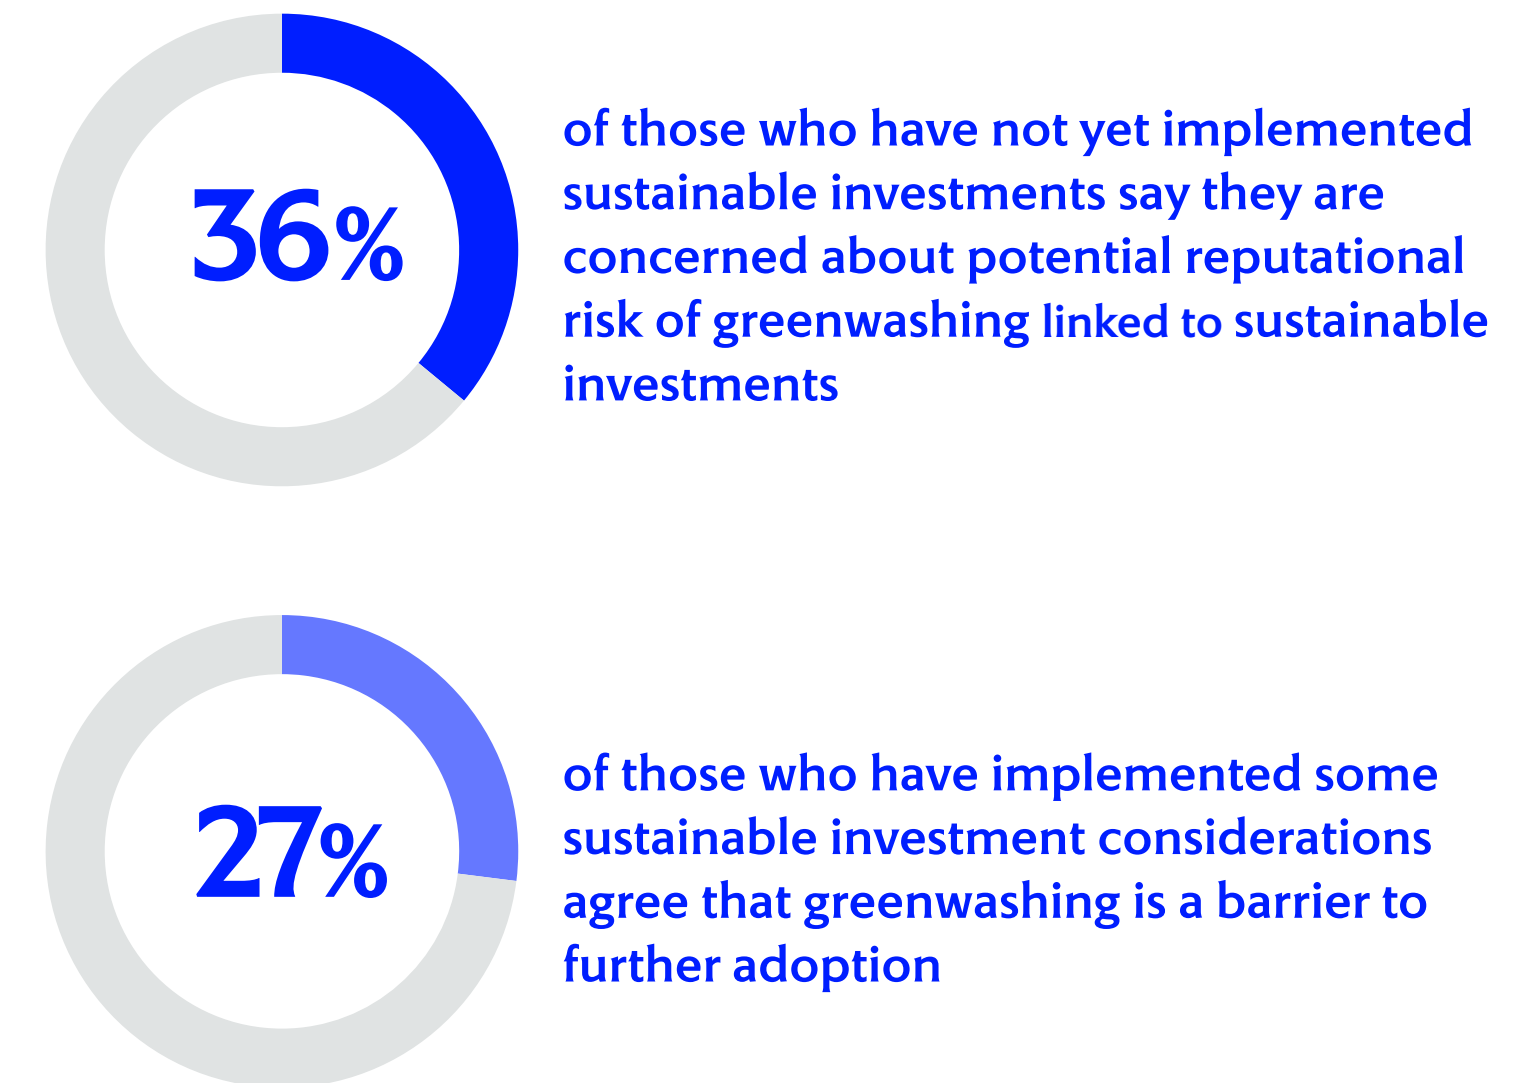 36%
of those who have not yet implemented
sustainable investments say they are
concerned about potential reputational
risk of greenwashing linked to sustainable
investments
27%
of those who have implemented some
sustainable investment considerations
agree that greenwashing is a barrier to
further adoption